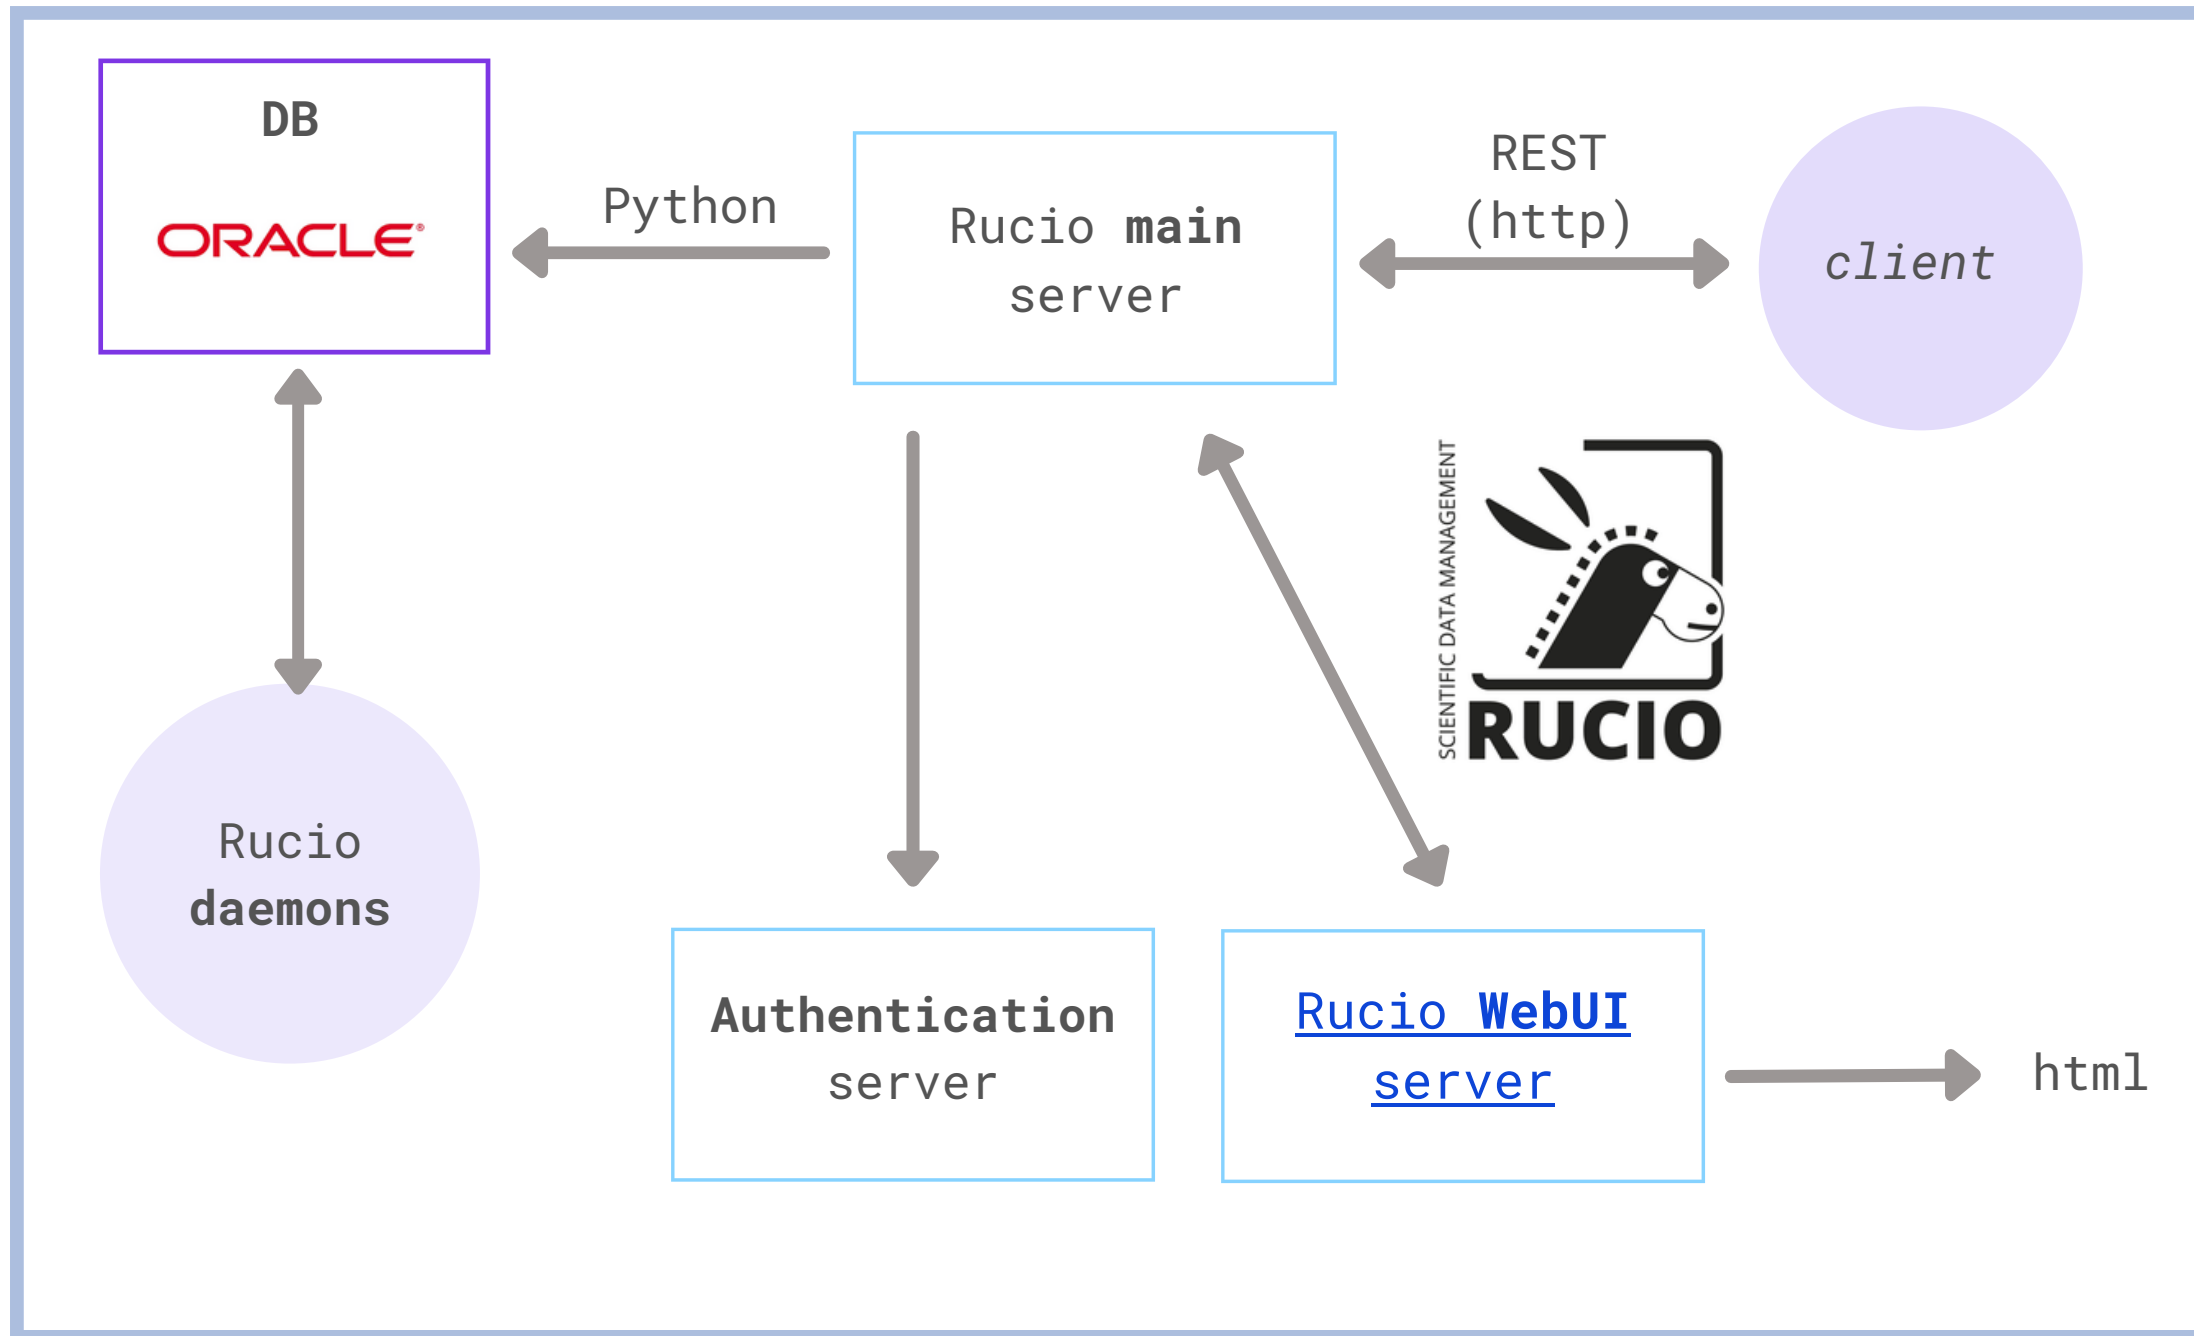 DB
ORACLE®
Python
Rucio main
server
REST
(http)
client
SCIENTIFIC DATA MANAGEMENT
RUCIO
Rucio
daemons
Authentication
server
Rucio WebUI
server
html